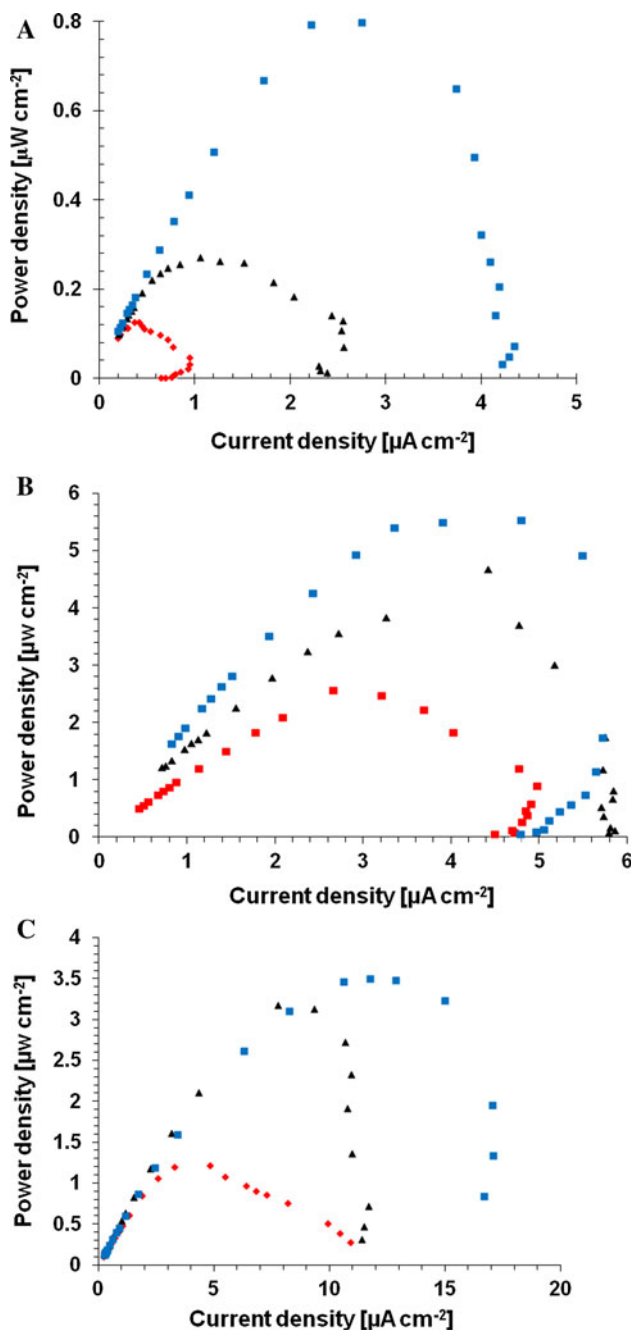 A
Power density [µW cm-2]
0.8
0.6
0.4
0.2
0
0 1 2 3 4 5
Current density [µA cm-2]
B
Power density [µw cm-2]
6
5
4
3
2
1
0
0 1 2 3 4 5 6
Current density [µA cm-2]
C
Power density [µw cm-2]
4
3.5
3
2.5
2
1.5
1
0.5
0
0 5 10 15 20
Current density [µA cm-2]